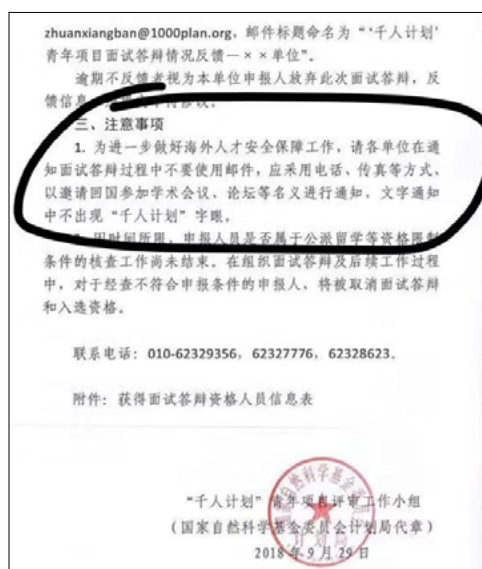 zhuanxiangban@1000plan.org，邮件标题命名为“‘千人计划’
青年项目面试答辩情况反馈—××单位”。
逾期不反馈者视为本单位申报人放弃此次面试答辩，反
馈信息
三、注意事项
1. 为进一步做好海外人才安全保障工作，请各单位在通
知面试答辩过程中不要使用邮件，应采用电话、传真等方式、
以邀请回国参加学术会议、论坛等名义进行通知，文字通知
中不出现“千人计划”字眼。
因时间所限，申报人员是否属于公派留学等资格限制
条件的核查工作尚未结束。在组织面试答辩及后续工作过程
中，对于经查不符合申报条件的申报人，将被取消面试答辩
和入选资格。
联系电话：010-62329356，62327776，62328623。
附件：获得面试答辩资格人员信息表
“千人计划”青年项目评审工作小组
（国家自然科学基金委员会计划局代章）
2018年9月29日